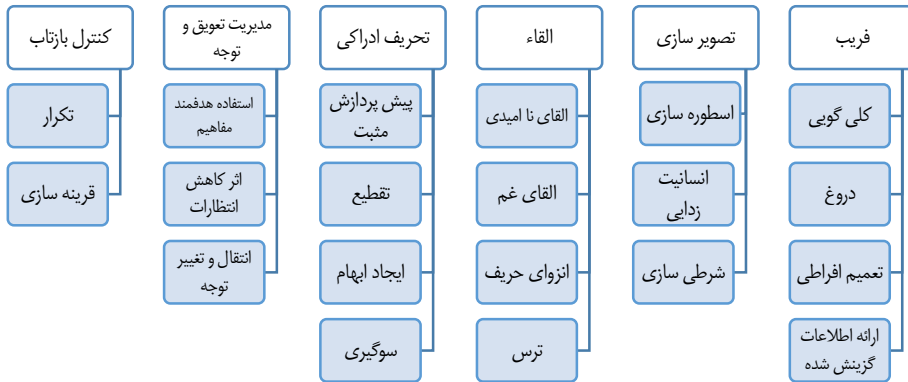 فریب
کلی گویی
دروغ
تعمیم افراطی
ارائه اطلاعات
گزینش شده
تصویر سازی
اسطوره سازی
انسانیت
زدایی
شرطی سازی
القاء
القای نا امیدی
القای غم
انزوای حریف
ترس
تحریف ادراکی
پیش پردازش
مثبت
تقطیع
ایجاد ابهام
سوگیری
مدیریت تعویق و
توجه
استفاده هدفمند
مفاهیم
اثر کاهش
انتظارات
انتقال و تغییر
توجه
کنترل بازتاب
تکرار
قرینه سازی